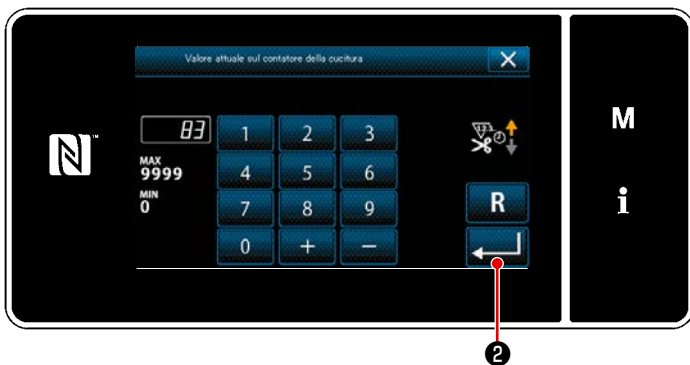 Valore attuale sul contatore della cucitura
83
1 2 3
MAX
9999
4 5 6
MIN
0
7 8 9
R
0 + −
M
i
2